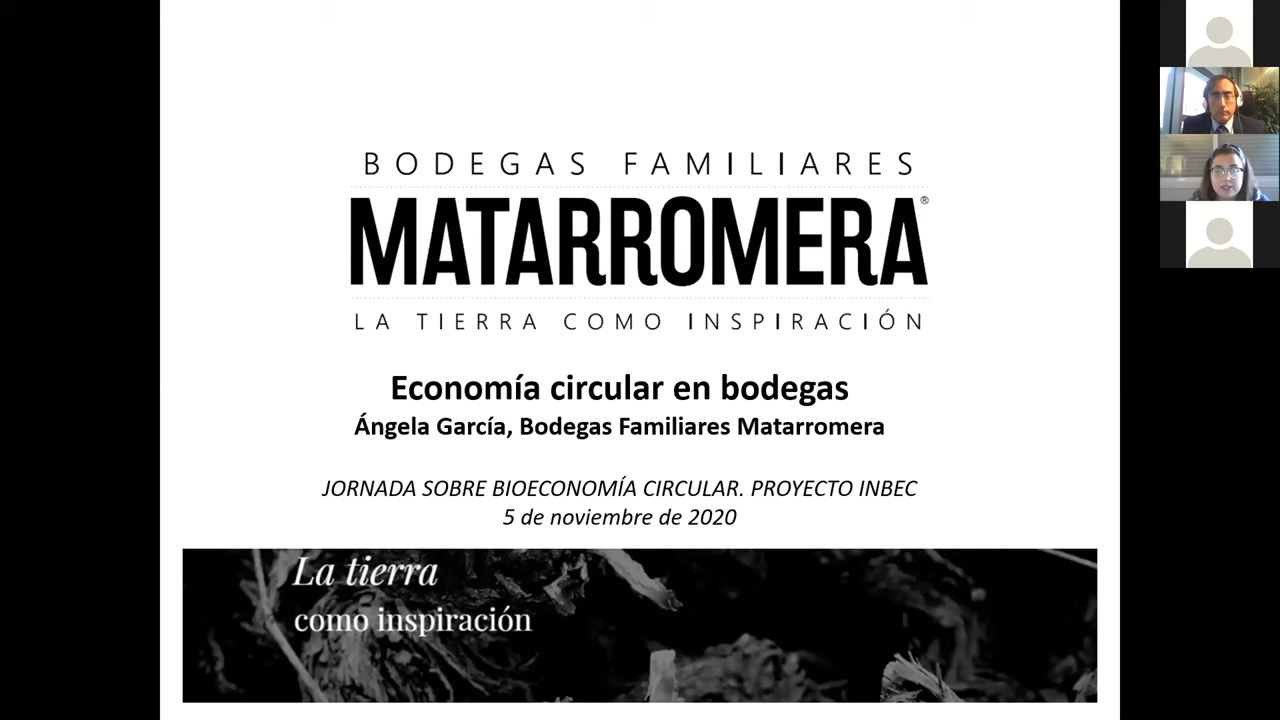 BODEGAS FAMILIARES
MATARROMERA®
LA TIERRA COMO INSPIRACIÓN
Economía circular en bodegas
Ángela García, Bodegas Familiares Matarromera
JORNADA SOBRE BIOECONOMÍA CIRCULAR. PROYECTO INBEC
5 de noviembre de 2020
La tierra
como inspiración